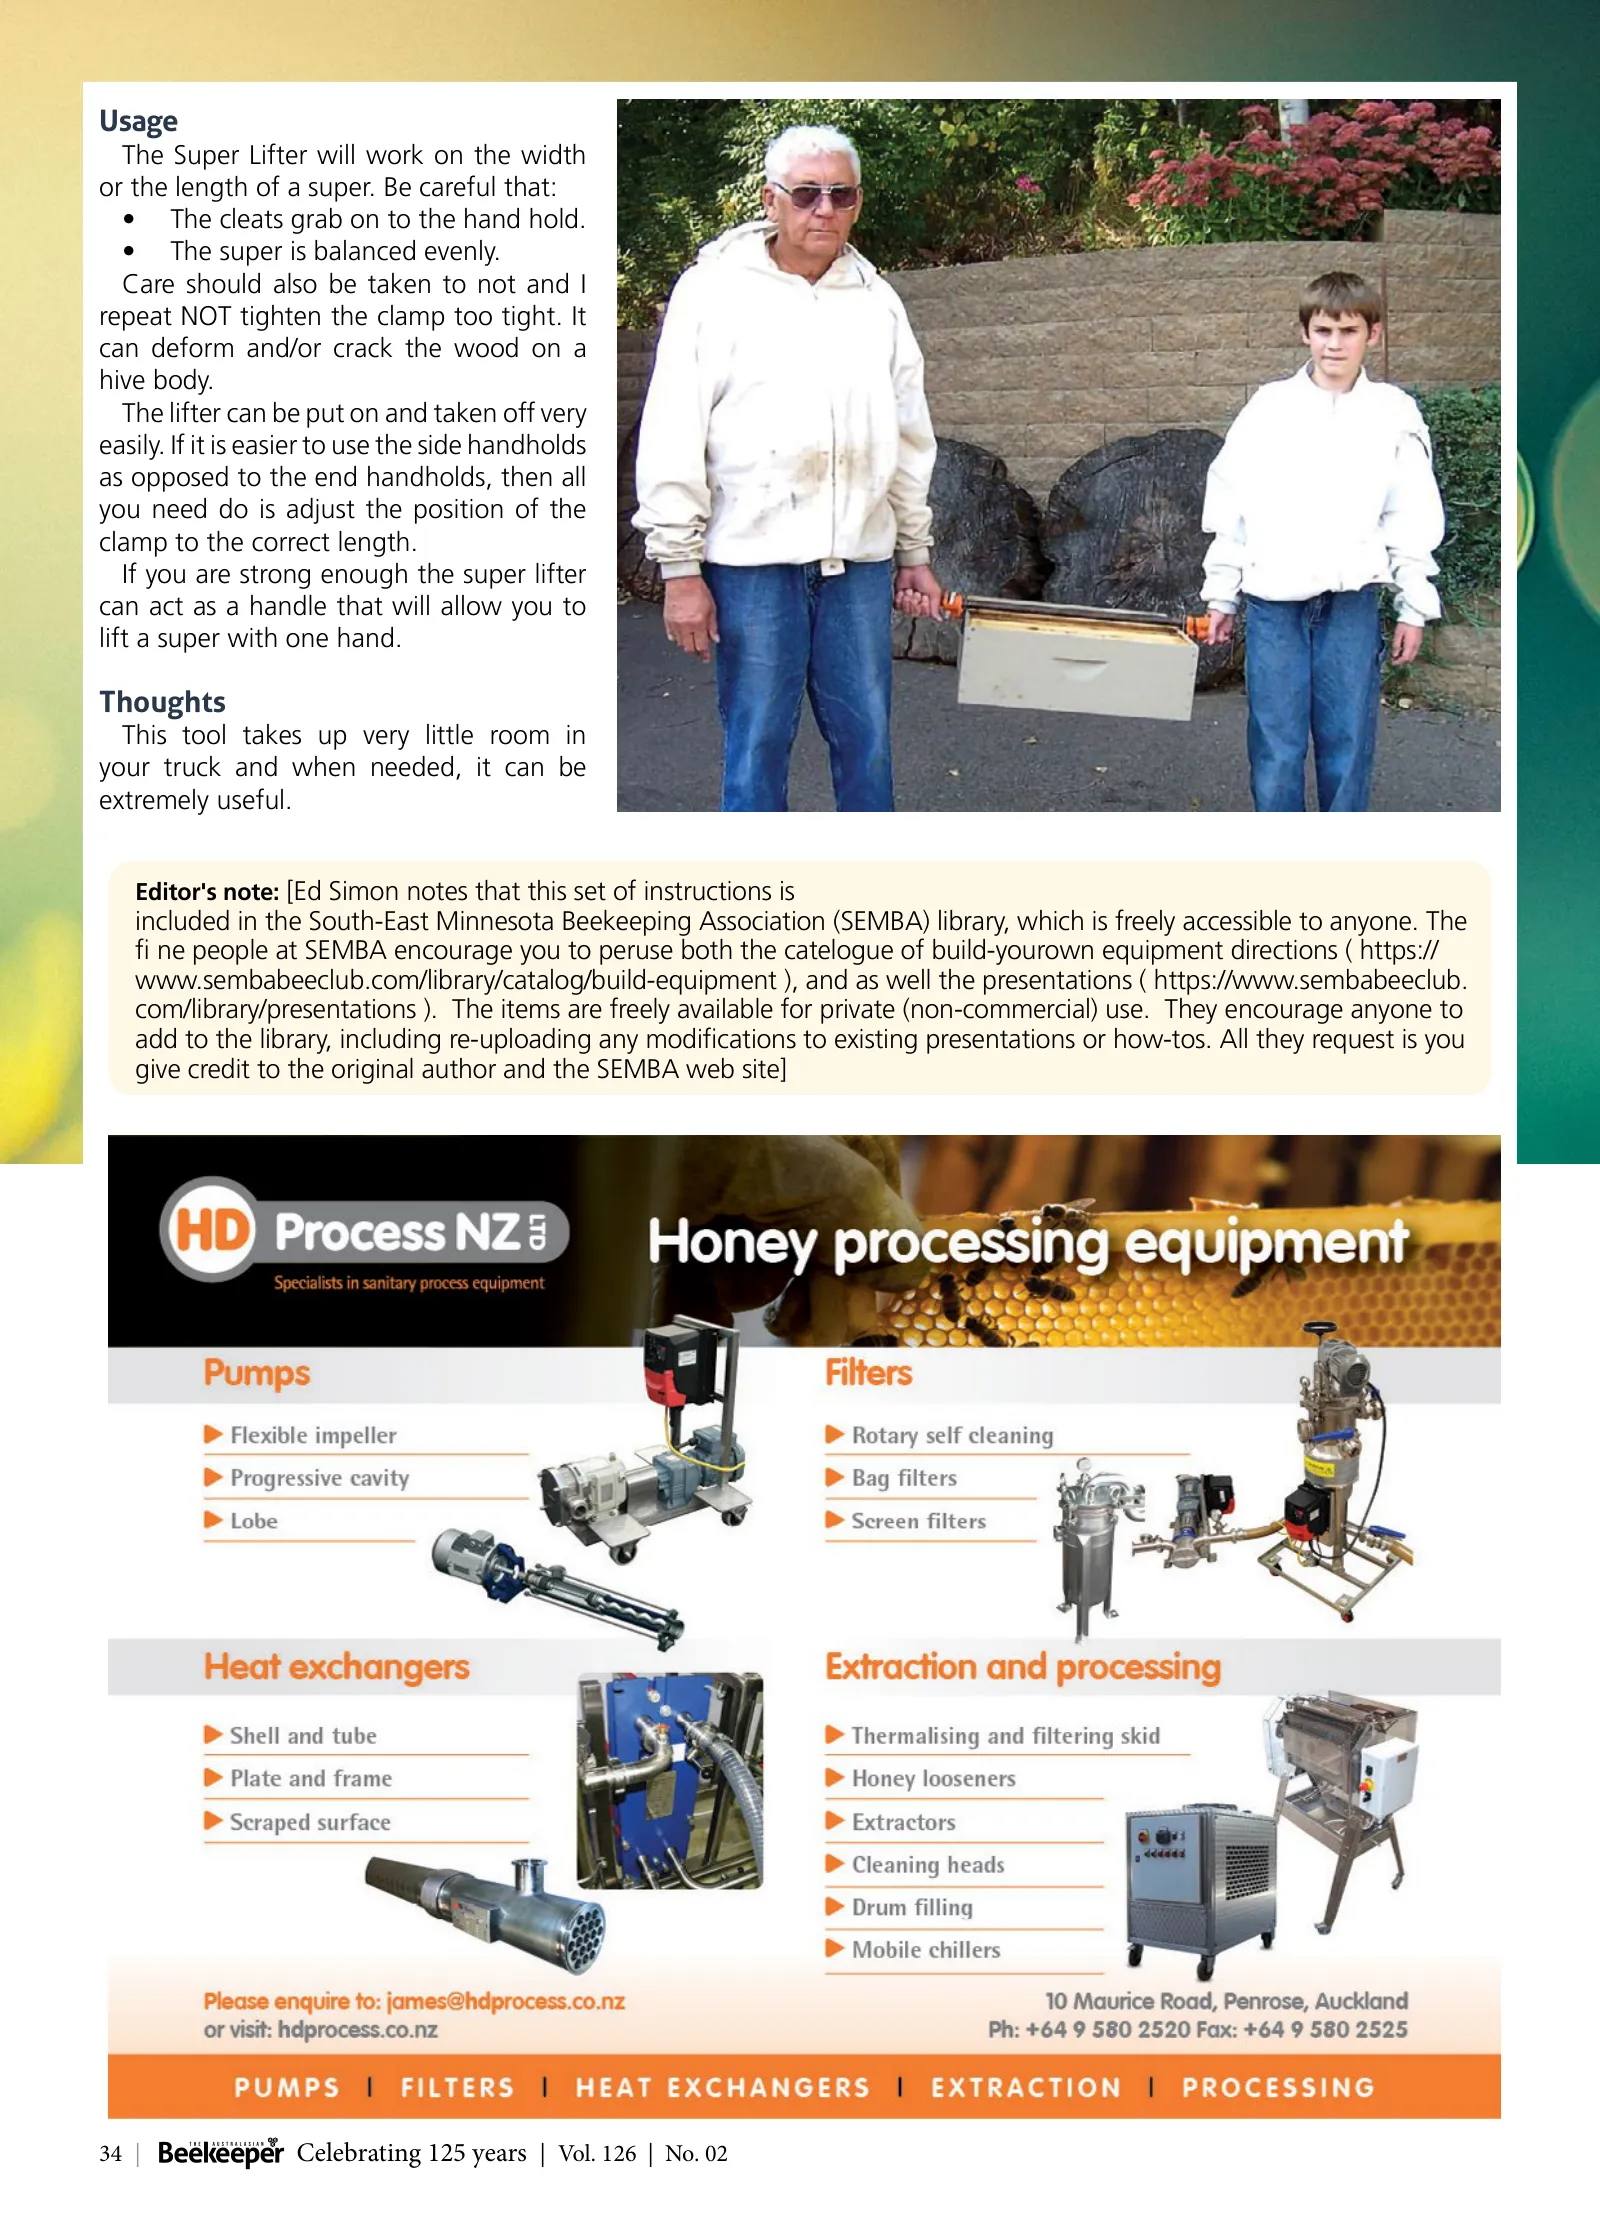 Usage
The Super Lifter will work on the width
or the length of a super. Be careful that:
• The cleats grab on to the hand hold.
• The super is balanced evenly.
Care should also be taken to not and I
repeat NOT tighten the clamp too tight. It
can deform and/or crack the wood on a
hive body.
The lifter can be put on and taken off very
easily. If it is easier to use the side handholds
as opposed to the end handholds, then all
you need do is adjust the position of the
clamp to the correct length.
If you are strong enough the super lifter
can act as a handle that will allow you to
lift a super with one hand.
Thoughts
This tool takes up very little room in
your truck and when needed, it can be
extremely useful.
Editor's note: [Ed Simon notes that this set of instructions is
included in the South-East Minnesota Beekeeping Association (SEMBA) library, which is freely accessible to anyone. The
fi ne people at SEMBA encourage you to peruse both the catelogue of build-yourown equipment directions ( https://
www.sembabeeclub.com/library/catalog/build-equipment ), and as well the presentations ( https://www.sembabeeclub.
com/library/presentations ). The items are freely available for private (non-commercial) use. They encourage anyone to
add to the library, including re-uploading any modifications to existing presentations or how-tos. All they request is you
give credit to the original author and the SEMBA web site]
HD Process NZ LTD
Specialists in sanitary process equipment
Honey processing equipment
Pumps
Flexible impeller
Progressive cavity
Lobe
Filters
Rotary self cleaning
Bag filters
Screen filters
Heat exchangers
Shell and tube
Plate and frame
Scraped surface
Extraction and processing
Thermalising and filtering skid
Honey looseners
Extractors
Cleaning heads
Drum filling
Mobile chillers
Please enquire to: james@hdprocess.co.nz
or visit: hdprocess.co.nz
10 Maurice Road, Penrose, Auckland
Ph: +64 9 580 2520 Fax: +64 9 580 2525
PUMPS | FILTERS | HEAT EXCHANGERS | EXTRACTION | PROCESSING
34 | THE AUSTRALASIAN Beekeeper Celebrating 125 years | Vol. 126 | No. 02